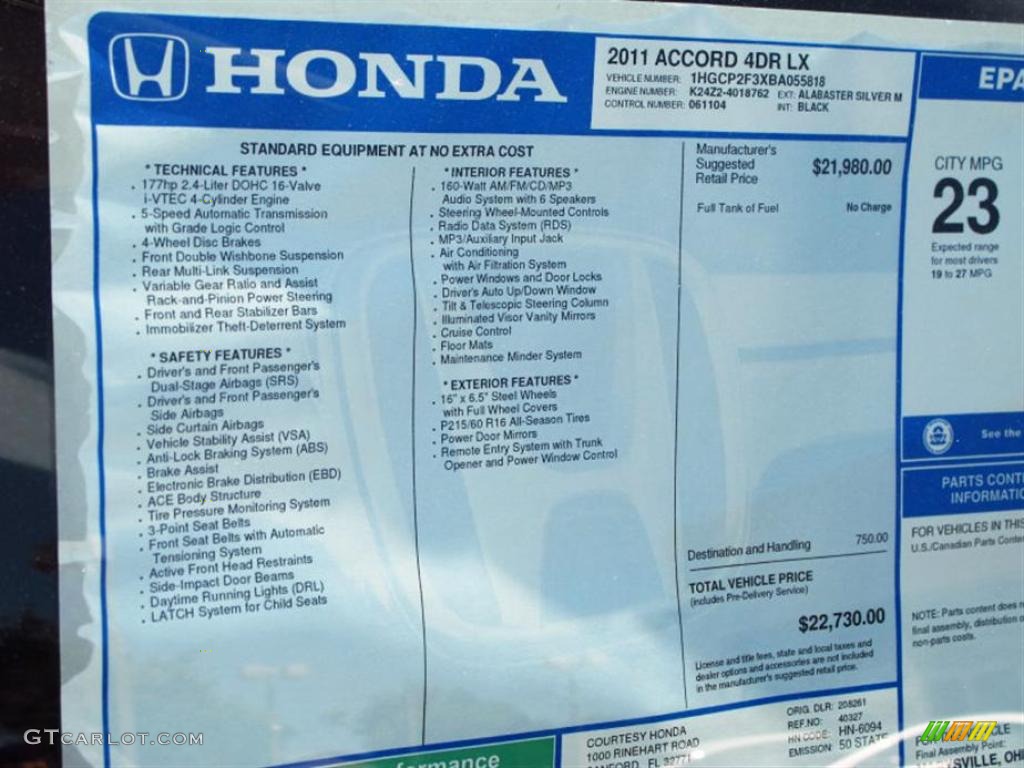 HONDA
2011 ACCORD 4DR LX
VEHICLE NUMBER: 1HGCP2F3XBA055818
ENGINE NUMBER: K24Z2-4018762 EXT: ALABASTER SILVER M
CONTROL NUMBER: 061104 INT: BLACK
STANDARD EQUIPMENT AT NO EXTRA COST
* TECHNICAL FEATURES *
. 177hp 2.4-Liter DOHC 16-Valve
i-VTEC 4-Cylinder Engine
. 5-Speed Automatic Transmission
with Grade Logic Control
. 4-Wheel Disc Brakes
. Front Double Wishbone Suspension
. Rear Multi-Link Suspension
. Variable Gear Ratio and Assist
Rack-and-Pinion Power Steering
. Front and Rear Stabilizer Bars
. Immobilizer Theft-Deterrent System
* SAFETY FEATURES *
. Driver's and Front Passenger's
Dual-Stage Airbags (SRS)
. Driver's and Front Passenger's
Side Airbags
. Side Curtain Airbags
. Vehicle Stability Assist (VSA)
. Anti-Lock Braking System (ABS)
. Brake Assist
. Electronic Brake Distribution (EBD)
. ACE Body Structure
. Tire Pressure Monitoring System
. 3-Point Seat Belts
. Front Seat Belts with Automatic
Tensioning System
. Active Front Head Restraints
. Side-Impact Door Beams
. Daytime Running Lights (DRL)
. LATCH System for Child Seats
* INTERIOR FEATURES *
. 160-Watt AM/FM/CD/MP3
Audio System with 6 Speakers
. Steering Wheel-Mounted Controls
. Radio Data System (RDS)
. MP3/Auxiliary Input Jack
. Air Conditioning
with Air Filtration System
. Power Windows and Door Locks
. Driver's Auto Up/Down Window
. Tilt & Telescopic Steering Column
. Illuminated Visor Vanity Mirrors
. Cruise Control
. Floor Mats
. Maintenance Minder System
* EXTERIOR FEATURES *
. 16" x 6.5" Steel Wheels
with Full Wheel Covers
. P215/60 R16 All-Season Tires
. Power Door Mirrors
. Remote Entry System with Trunk
Opener and Power Window Control
Manufacturer's
Suggested
Retail Price $21,980.00
Full Tank of Fuel No Charge
Destination and Handling 750.00
TOTAL VEHICLE PRICE
(includes Pre-Delivery Service)
$22,730.00
License and title fees, state and local taxes and
dealer options and accessories are not included
in the manufacturer's suggested retail price.
EPA
CITY MPG
23
Expected range
for most drivers
19 to 27 MPG
See the
PARTS CONT
INFORMATIO
FOR VEHICLES IN THIS
U.S./Canadian Parts Conten
NOTE: Parts content does n
final assembly, distribution o
non-parts costs.
formance
COURTESY HONDA
1000 RINEHART ROAD
SANFORD, FL 32771
ORIG. DLR: 208261
REF.NO: 40327
HN CODE: HN-6094
EMISSION: 50 STATE
Final Assembly Point:
GTCARLOT.COM